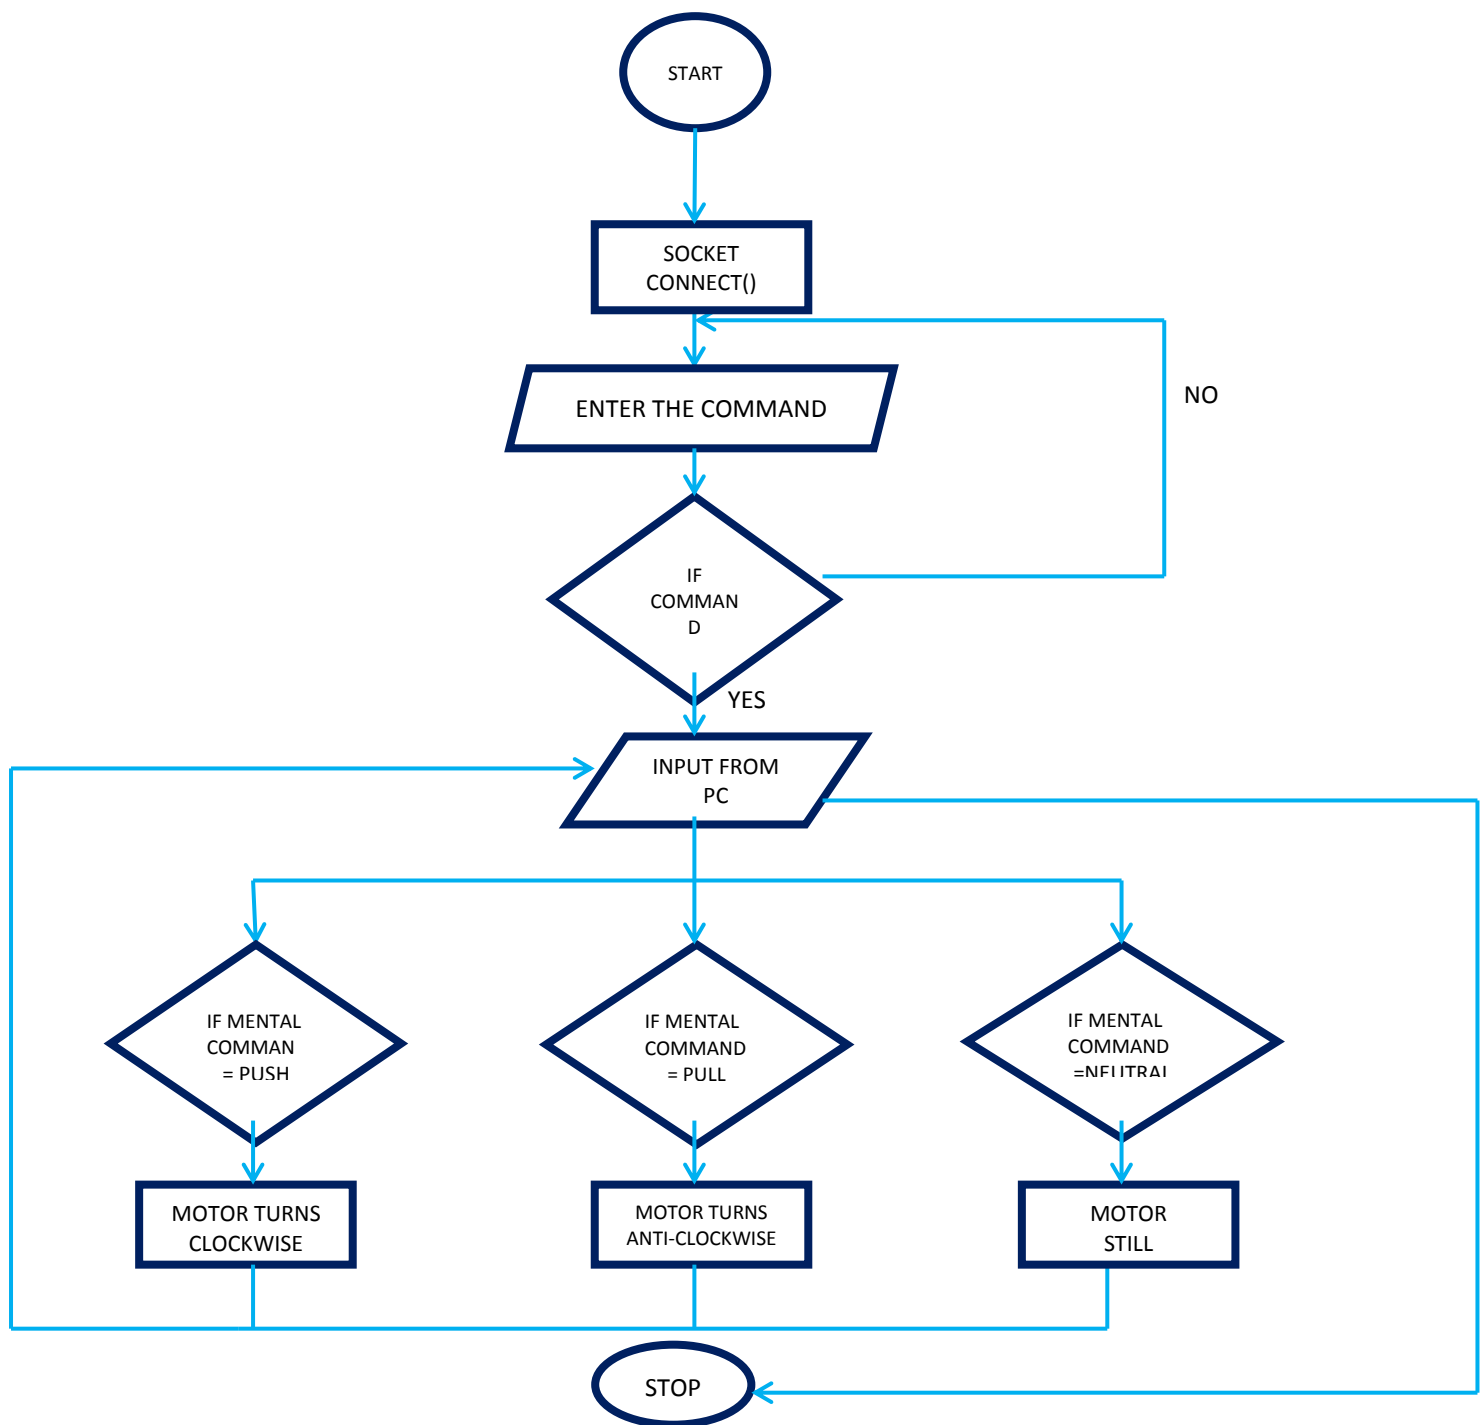 START
SOCKET
CONNECT()
ENTER THE COMMAND
NO
IF
COMMAN
D
YES
INPUT FROM
PC
IF MENTAL
COMMAN
= PUSH
IF MENTAL
COMMAND
= PULL
IF MENTAL
COMMAND
=NEUTRAL
MOTOR TURNS
CLOCKWISE
MOTOR TURNS
ANTI-CLOCKWISE
MOTOR
STILL
STOP